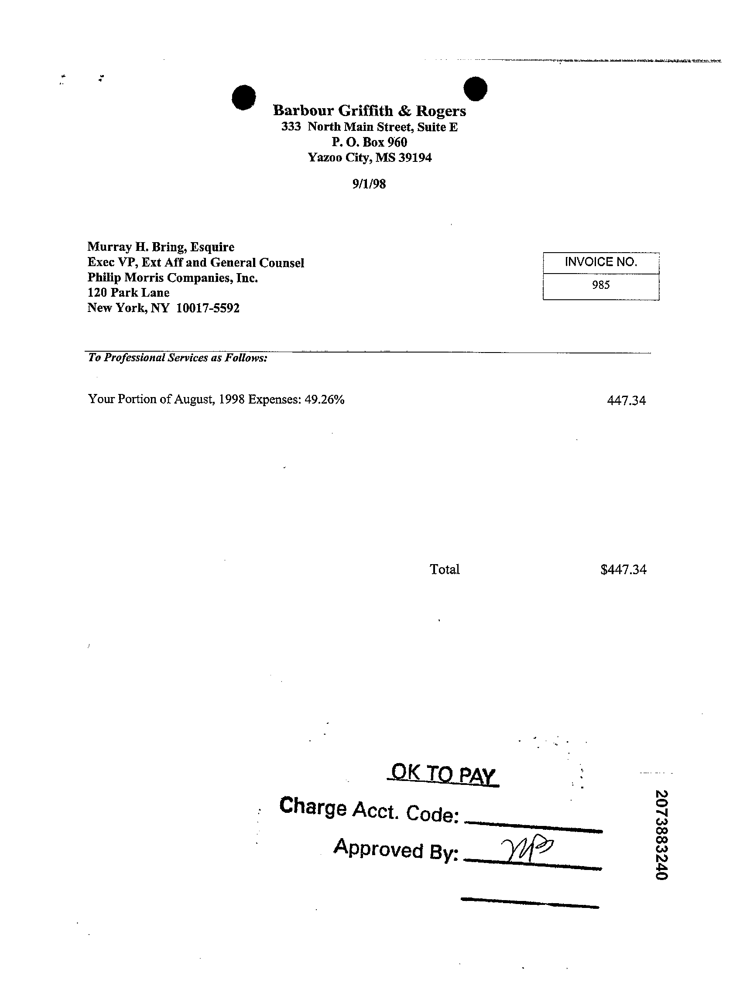 Barbour Griffith & Rogers
333 North Main Street, Suite E
P. O. Box 960
Yazoo City, MS 39194
9/1/98
Murray H. Bring, Esquire
Exec VP, Ext Aff and General Counsel
Philip Morris Companies, Inc.
120 Park Lane
New York, NY 10017-5592
INVOICE NO.
985
To Professional Services as Follows:
Your Portion of August, 1998 Expenses: 49.26% 447.34
Total $447.34
OK TO PAY
Charge Acct. Code:
Approved By:
2073883240